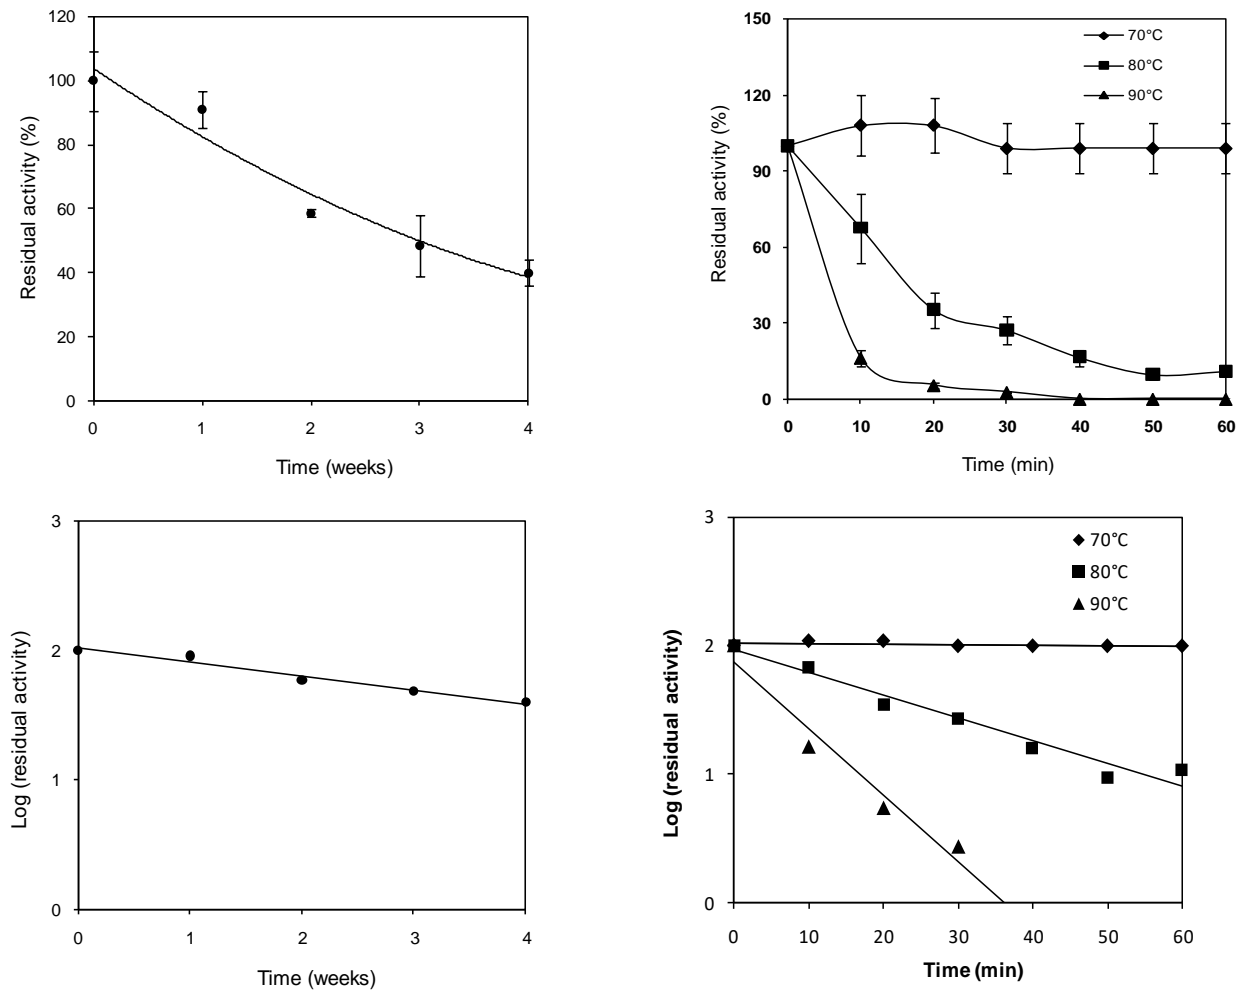 120
100
80
60
40
20
0
Residual activity (%)
0 1 2 3 4
Time (weeks)
150
120
90
60
30
0
Residual activity (%)
70°C
80°C
90°C
0 10 20 30 40 50 60
Time (min)
3
2
1
0
Log (residual activity)
0 1 2 3 4
Time (weeks)
3
2
1
0
Log (residual activity)
70°C
80°C
90°C
0 10 20 30 40 50 60
Time (min)